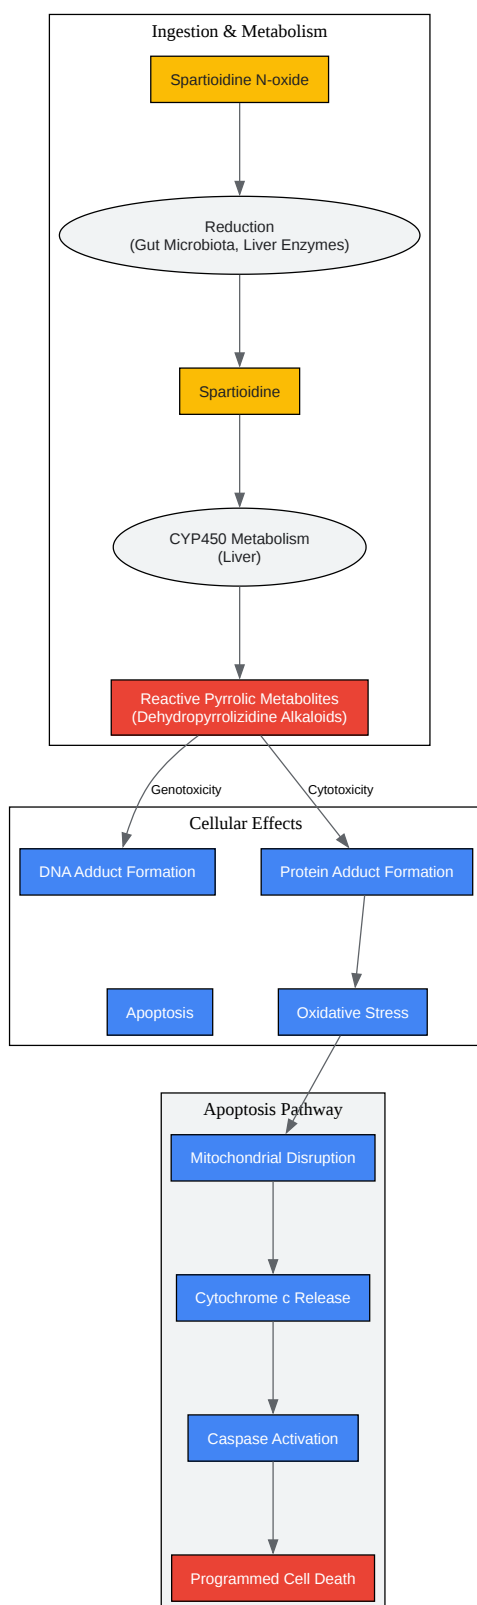 Ingestion & Metabolism
Spartioidine N-oxide
Reduction
(Gut Microbiota, Liver Enzymes)
Spartioidine
CYP450 Metabolism
(Liver)
Reactive Pyrrolic Metabolites
(Dehydropyrrolizidine Alkaloids)
Genotoxicity
Cytotoxicity
Cellular Effects
DNA Adduct Formation
Protein Adduct Formation
Apoptosis
Oxidative Stress
Apoptosis Pathway
Mitochondrial Disruption
Cytochrome c Release
Caspase Activation
Programmed Cell Death